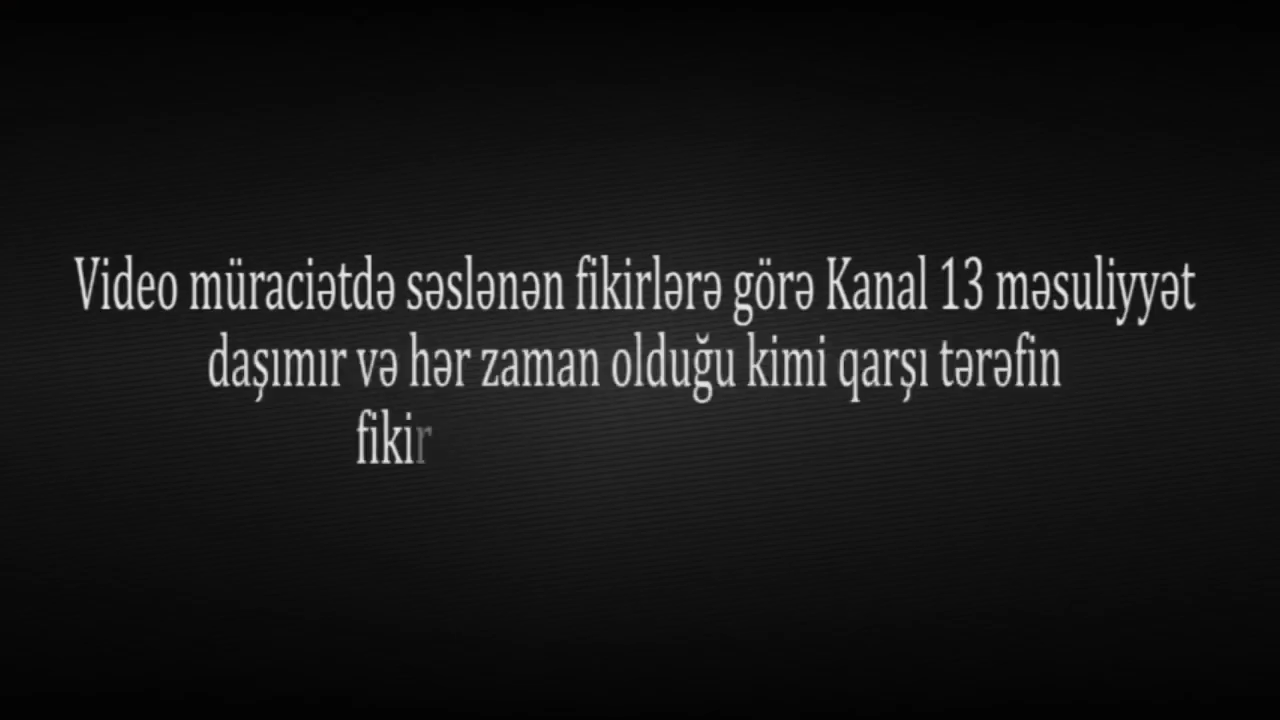 Video müraciətdə səslənən fikirlərə görə Kanal 13 məsuliyyət
daşımır və hər zaman olduğu kimi qarşı tərəfin
fikir